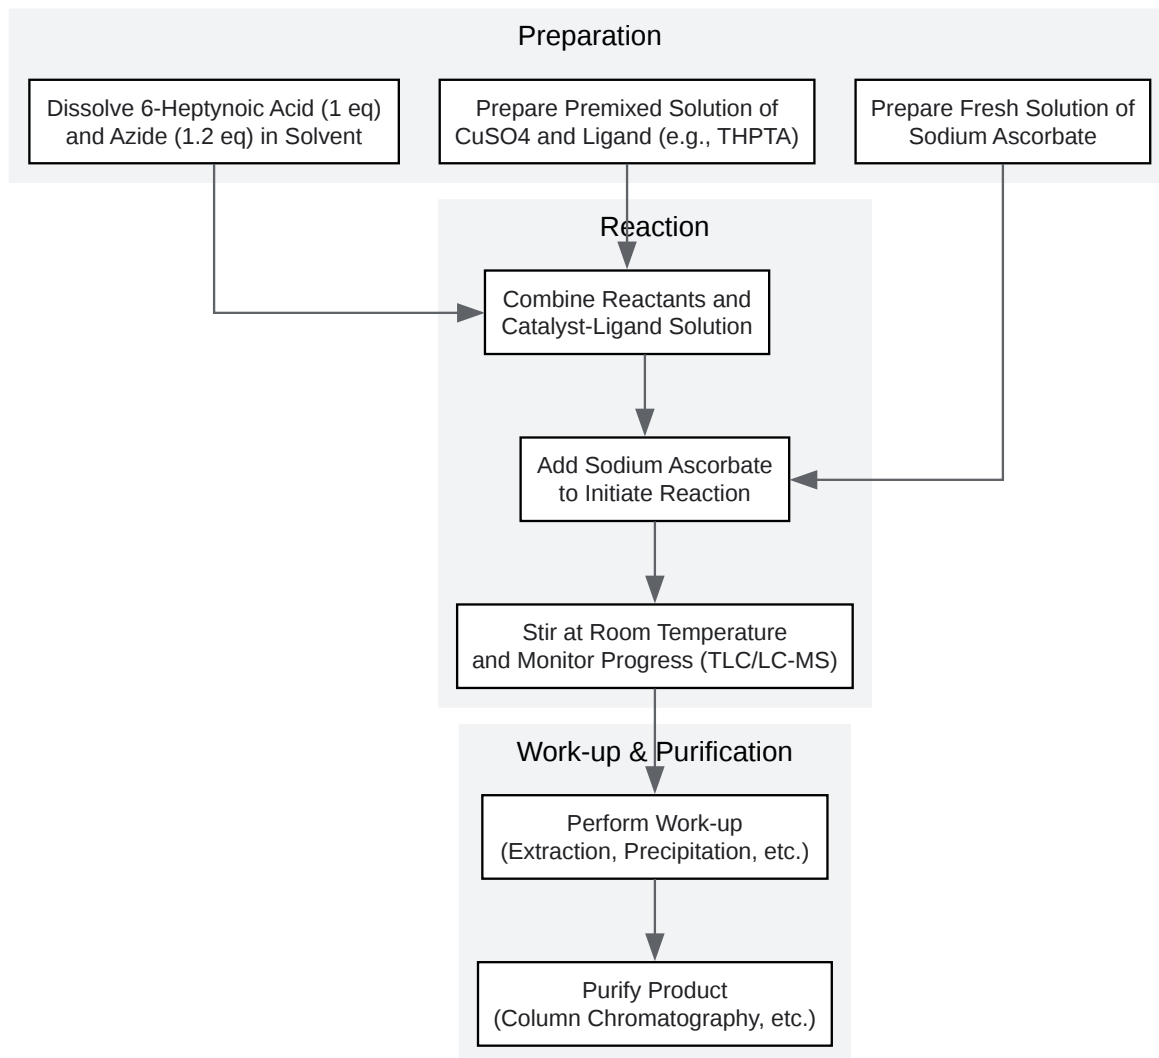 Preparation
Dissolve 6-Heptynoic Acid (1 eq)
and Azide (1.2 eq) in Solvent
Prepare Premixed Solution of
CuSO4 and Ligand (e.g., THPTA)
Prepare Fresh Solution of
Sodium Ascorbate
Reaction
Combine Reactants and
Catalyst-Ligand Solution
Add Sodium Ascorbate
to Initiate Reaction
Stir at Room Temperature
and Monitor Progress (TLC/LC-MS)
Work-up & Purification
Perform Work-up
(Extraction, Precipitation, etc.)
Purify Product
(Column Chromatography, etc.)